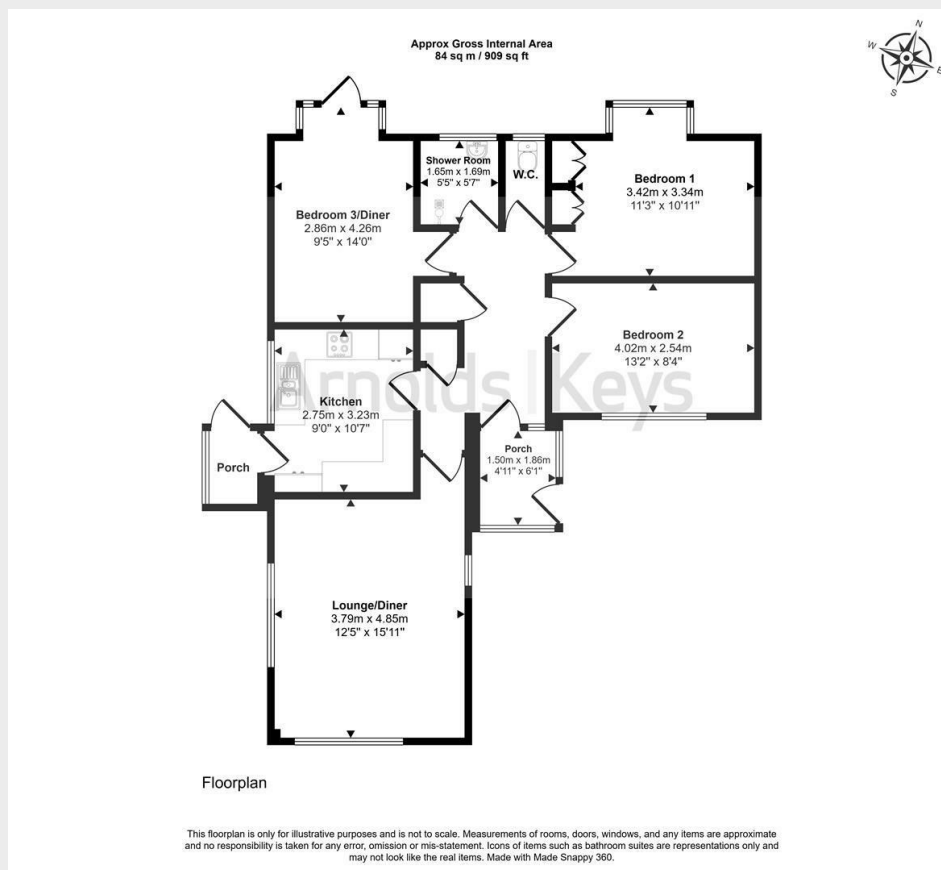 Approx Gross Internal Area
84 sq m / 909 sq ft
N
W
E
S
Shower Room
1.65m x 1.69m
5'5" x 5'7"
W.C.
Bedroom 1
3.42m x 3.34m
11'3" x 10'11"
Bedroom 3/Diner
2.86m x 4.26m
9'5" x 14'0"
Bedroom 2
4.02m x 2.54m
13'2" x 8'4"
Arnolds | Keys
Kitchen
2.75m x 3.23m
9'0" x 10'7"
Porch
Porch
1.50m x 1.86m
4'11" x 6'1"
Lounge/Diner
3.79m x 4.85m
12'5" x 15'11"
Floorplan
This floorplan is only for illustrative purposes and is not to scale. Measurements of rooms, doors, windows, and any items are approximate
and no responsibility is taken for any error, omission or mis-statement. Icons of items such as bathroom suites are representations only and
may not look like the real items. Made with Made Snappy 360.